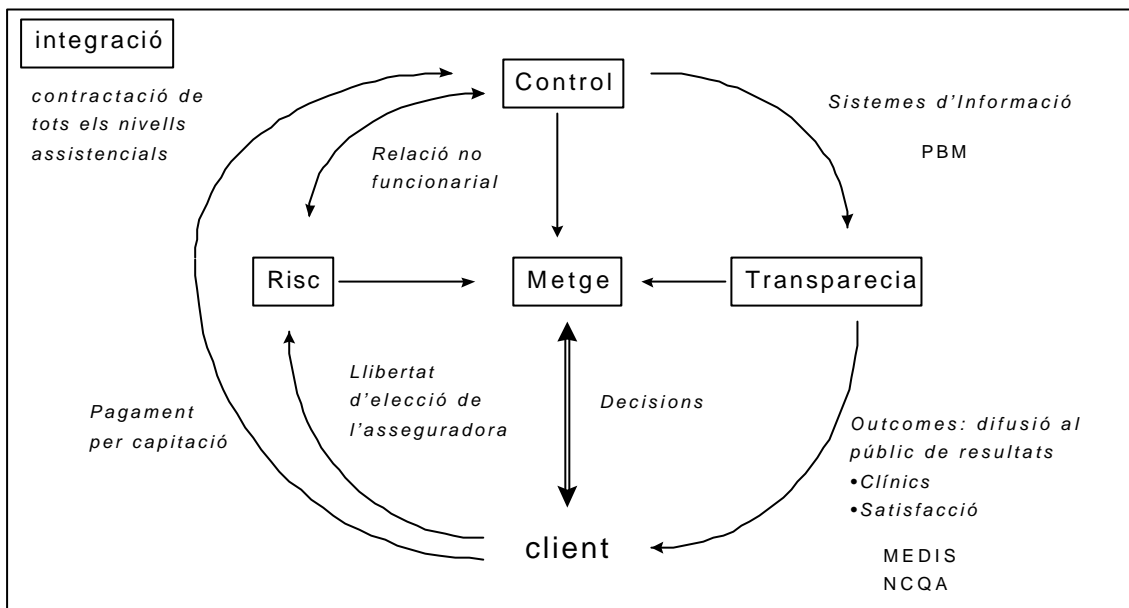 integració
contractació de
tots els nivells
assistencials
Control
Sistemes d'Informació
PBM
Relació no
funcionarial
Risc
Metge
Transparecia
Pagament
per capitació
Llibertat
d'elecció de
l'asseguradora
Decisions
Outcomes: difusió al
públic de resultats
•Clínics
•Satisfacció
client
MEDIS
NCQA